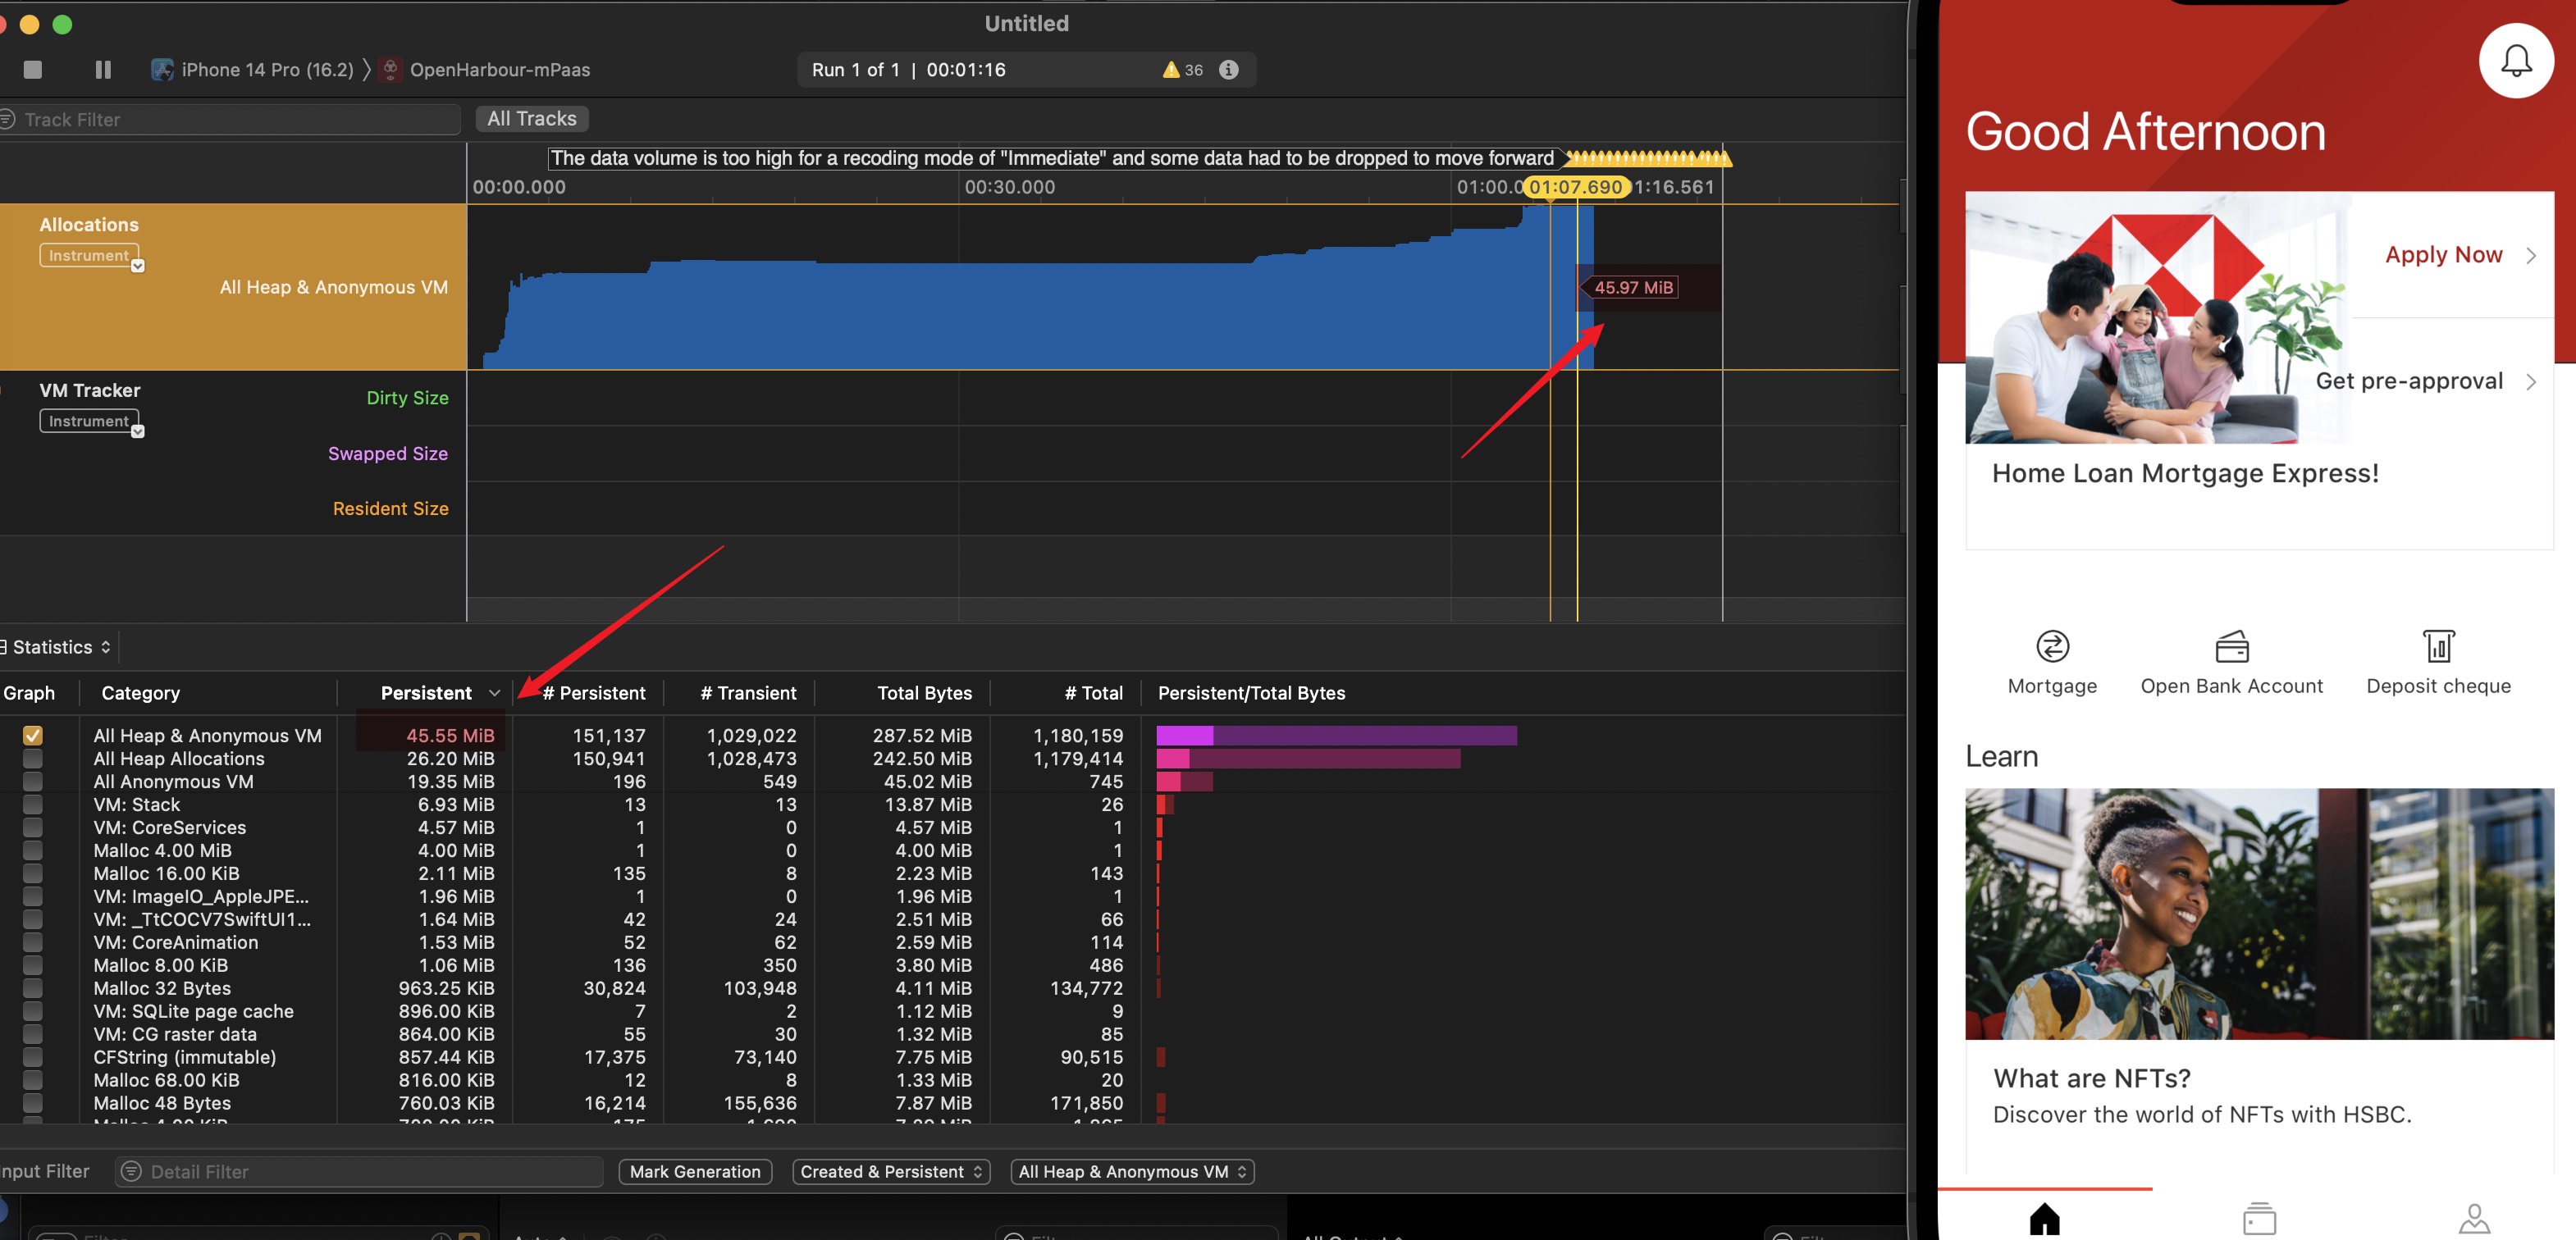 Untitled
iPhone 14 Pro (16.2) 〉 OpenHarbour-mPaas
Run 1 of 1 | 00:01:16
36
Track Filter
All Tracks
The data volume is too high for a recoding mode of "Immediate" and some data had to be dropped to move forward
00:00.000
00:30.000
01:00.0
01:07.690
1:16.561
Allocations
Instrument
All Heap & Anonymous VM
45.97 MiB
VM Tracker
Instrument
Dirty Size
Swapped Size
Resident Size
Statistics
Graph Category Persistent # Persistent # Transient Total Bytes # Total Persistent/Total Bytes
All Heap & Anonymous VM 45.55 MiB 151,137 1,029,022 287.52 MiB 1,180,159
All Heap Allocations 26.20 MiB 150,941 1,028,473 242.50 MiB 1,179,414
All Anonymous VM 19.35 MiB 196 549 45.02 MiB 745
VM: Stack 6.93 MiB 13 13 13.87 MiB 26
VM: CoreServices 4.57 MiB 1 0 4.57 MiB 1
Malloc 4.00 MiB 4.00 MiB 1 0 4.00 MiB 1
Malloc 16.00 KiB 2.11 MiB 135 8 2.23 MiB 143
VM: ImageIO_AppleJPE... 1.96 MiB 1 0 1.96 MiB 1
VM: _TtCOCV7SwiftUI1... 1.64 MiB 42 24 2.51 MiB 66
VM: CoreAnimation 1.53 MiB 52 62 2.59 MiB 114
Malloc 8.00 KiB 1.06 MiB 136 350 3.80 MiB 486
Malloc 32 Bytes 963.25 KiB 30,824 103,948 4.11 MiB 134,772
VM: SQLite page cache 896.00 KiB 7 2 1.12 MiB 9
VM: CG raster data 864.00 KiB 55 30 1.32 MiB 85
CFString (immutable) 857.44 KiB 17,375 73,140 7.75 MiB 90,515
Malloc 68.00 KiB 816.00 KiB 12 8 1.33 MiB 20
Malloc 48 Bytes 760.03 KiB 16,214 155,636 7.87 MiB 171,850
nput Filter
Detail Filter
Mark Generation
Created & Persistent
All Heap & Anonymous VM
Good Afternoon
Apply Now
Get pre-approval
Home Loan Mortgage Express!
Mortgage
Open Bank Account
Deposit cheque
Learn
What are NFTs?
Discover the world of NFTs with HSBC.